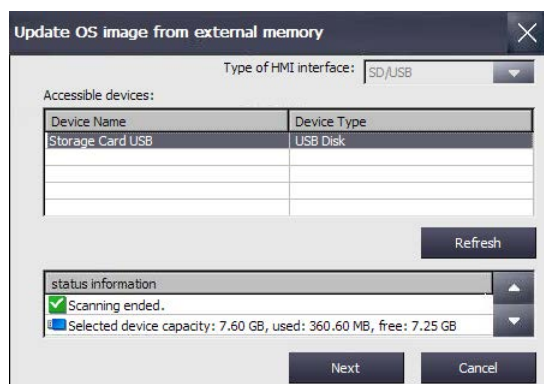 Update OS image from external memory
Type of HMI interface: SD/USB
Accessible devices:
Device Name Device Type
Storage Card USB USB Disk
Refresh
status information
Scanning ended.
Selected device capacity: 7.60 GB, used: 360.60 MB, free: 7.25 GB
Next Cancel